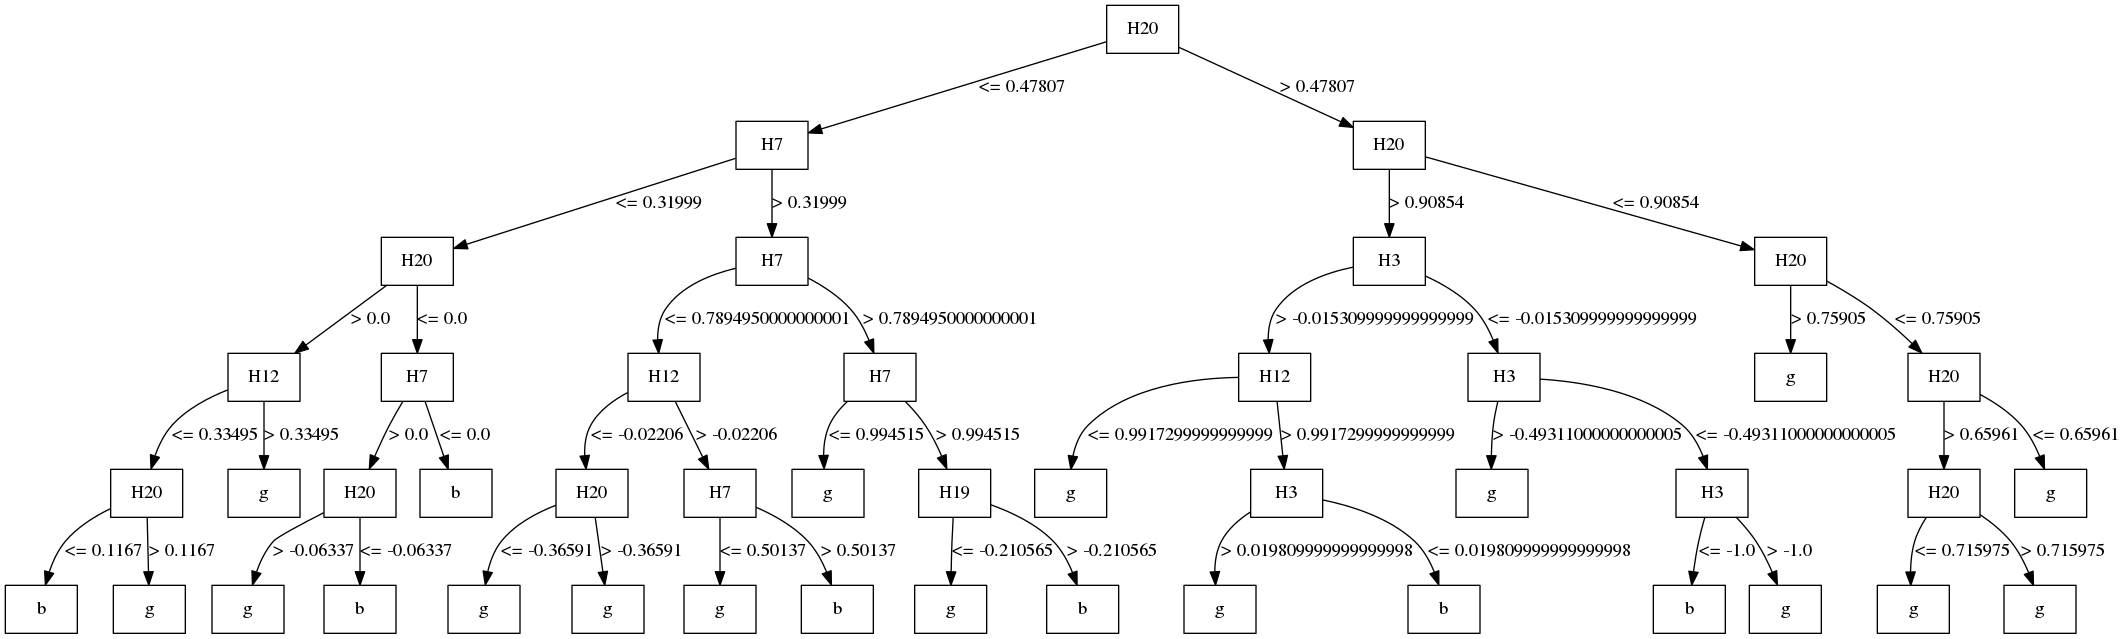 H20
<= 0.47807
> 0.47807
H7
H20
<= 0.31999
> 0.31999
> 0.90854
<= 0.90854
H20
H7
H3
H20
> 0.0
<= 0.0
<= 0.7894950000000001
> 0.7894950000000001
> -0.015309999999999999
<= -0.015309999999999999
> 0.75905
<= 0.75905
H12
H7
H12
H7
H12
H3
g
H20
<= 0.33495
> 0.33495
> 0.0
<= 0.0
<= -0.02206
> -0.02206
<= 0.994515
> 0.994515
<= 0.9917299999999999
> 0.9917299999999999
> -0.49311000000000005
<= -0.49311000000000005
> 0.65961
<= 0.65961
H20
g
H20
b
H20
H7
g
H19
g
H3
g
H3
H20
g
<= 0.1167
> 0.1167
> -0.06337
<= -0.06337
<= -0.36591
> -0.36591
<= 0.50137
> 0.50137
<= -0.210565
> -0.210565
> 0.019809999999999998
<= 0.019809999999999998
<= -1.0
> -1.0
<= 0.715975
> 0.715975
b
g
g
b
g
g
g
b
g
b
g
b
b
g
g
g